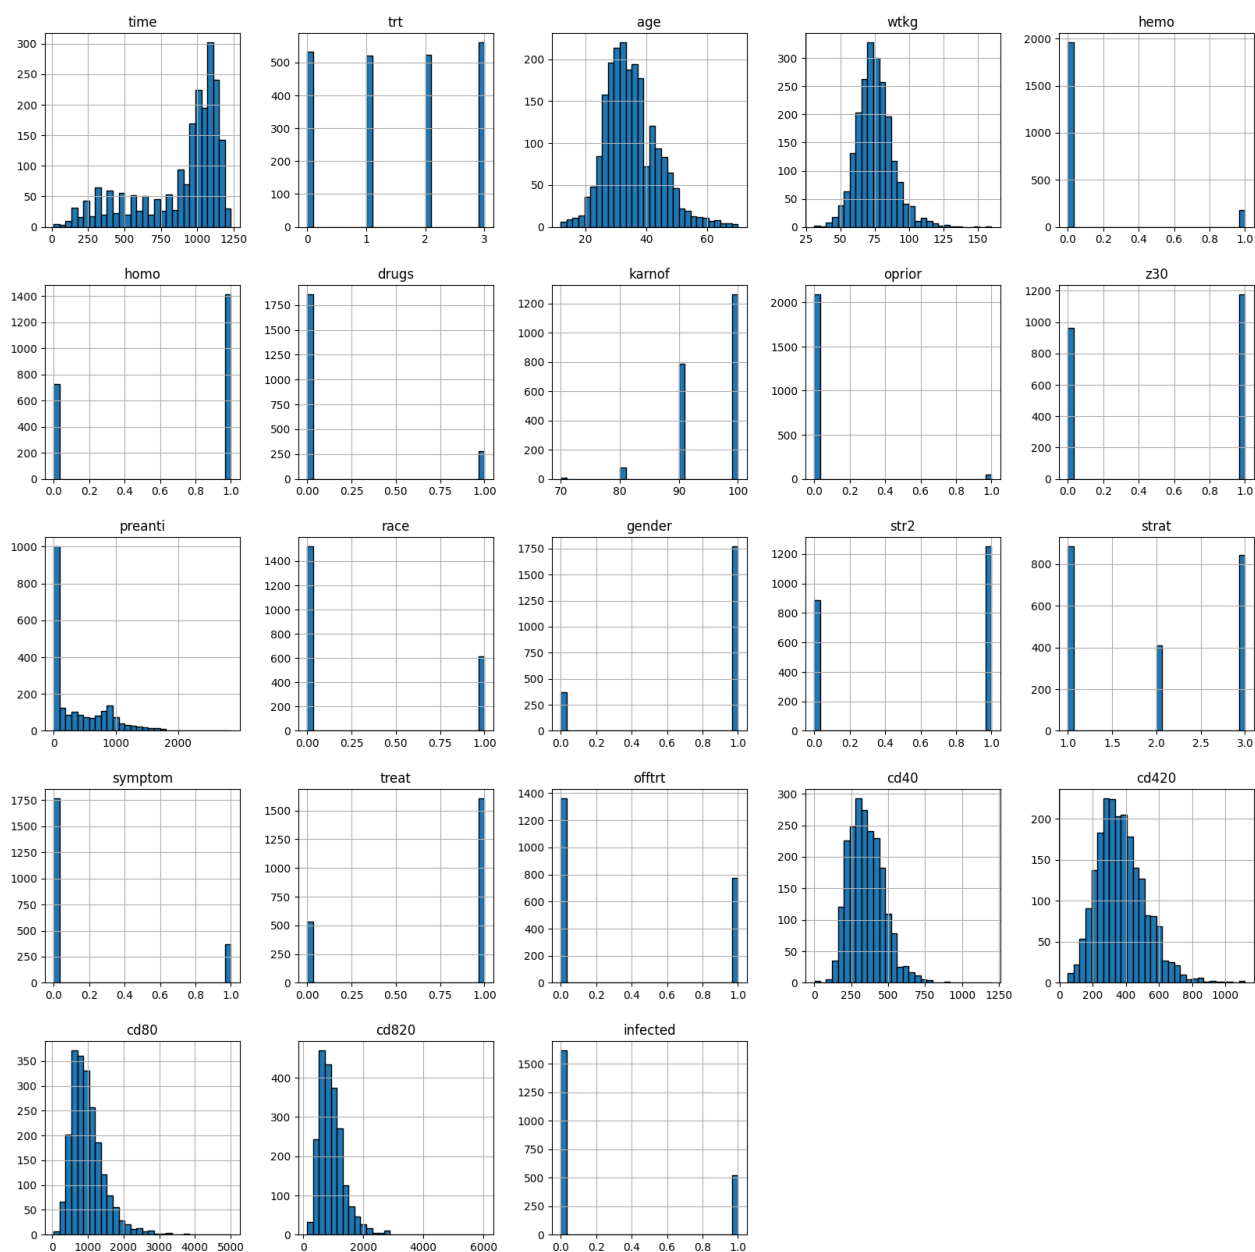 time trt age wtkg hemo
300 250 200 150 100 50 0
0 250 500 750 1000 1250
500 400 300 200 100 0
0 1 2 3
200 150 100 50 0
20 40 60
300 250 200 150 100 50 0
25 50 75 100 125 150
2000 1500 1000 500 0
0.0 0.2 0.4 0.6 0.8 1.0
homo drugs karnof oprior z30
1400 1200 1000 800 600 400 200 0
0.0 0.2 0.4 0.6 0.8 1.0
1750 1500 1250 1000 750 500 250 0
0.00 0.25 0.50 0.75 1.00
1200 1000 800 600 400 200 0
70 80 90 100
2000 1500 1000 500 0
0.0 0.2 0.4 0.6 0.8 1.0
1200 1000 800 600 400 200 0
0.0 0.2 0.4 0.6 0.8 1.0
preanti race gender str2 strat
1000 800 600 400 200 0
0 1000 2000
1400 1200 1000 800 600 400 200 0
0.00 0.25 0.50 0.75 1.00
1750 1500 1250 1000 750 500 250 0
0.0 0.2 0.4 0.6 0.8 1.0
1200 1000 800 600 400 200 0
0.0 0.2 0.4 0.6 0.8 1.0
800 600 400 200 0
1.0 1.5 2.0 2.5 3.0
symptom treat offtrt cd40 cd420
1750 1500 1250 1000 750 500 250 0
0.0 0.2 0.4 0.6 0.8 1.0
1500 1250 1000 750 500 250 0
0.00 0.25 0.50 0.75 1.00
1400 1200 1000 800 600 400 200 0
0.0 0.2 0.4 0.6 0.8 1.0
300 250 200 150 100 50 0
0 250 500 750 1000 1250
200 150 100 50 0
0 200 400 600 800 1000
cd80 cd820 infected
350 300 250 200 150 100 50 0
0 1000 2000 3000 4000 5000
400 300 200 100 0
0 2000 4000 6000
1500 1250 1000 750 500 250 0
0.0 0.2 0.4 0.6 0.8 1.0